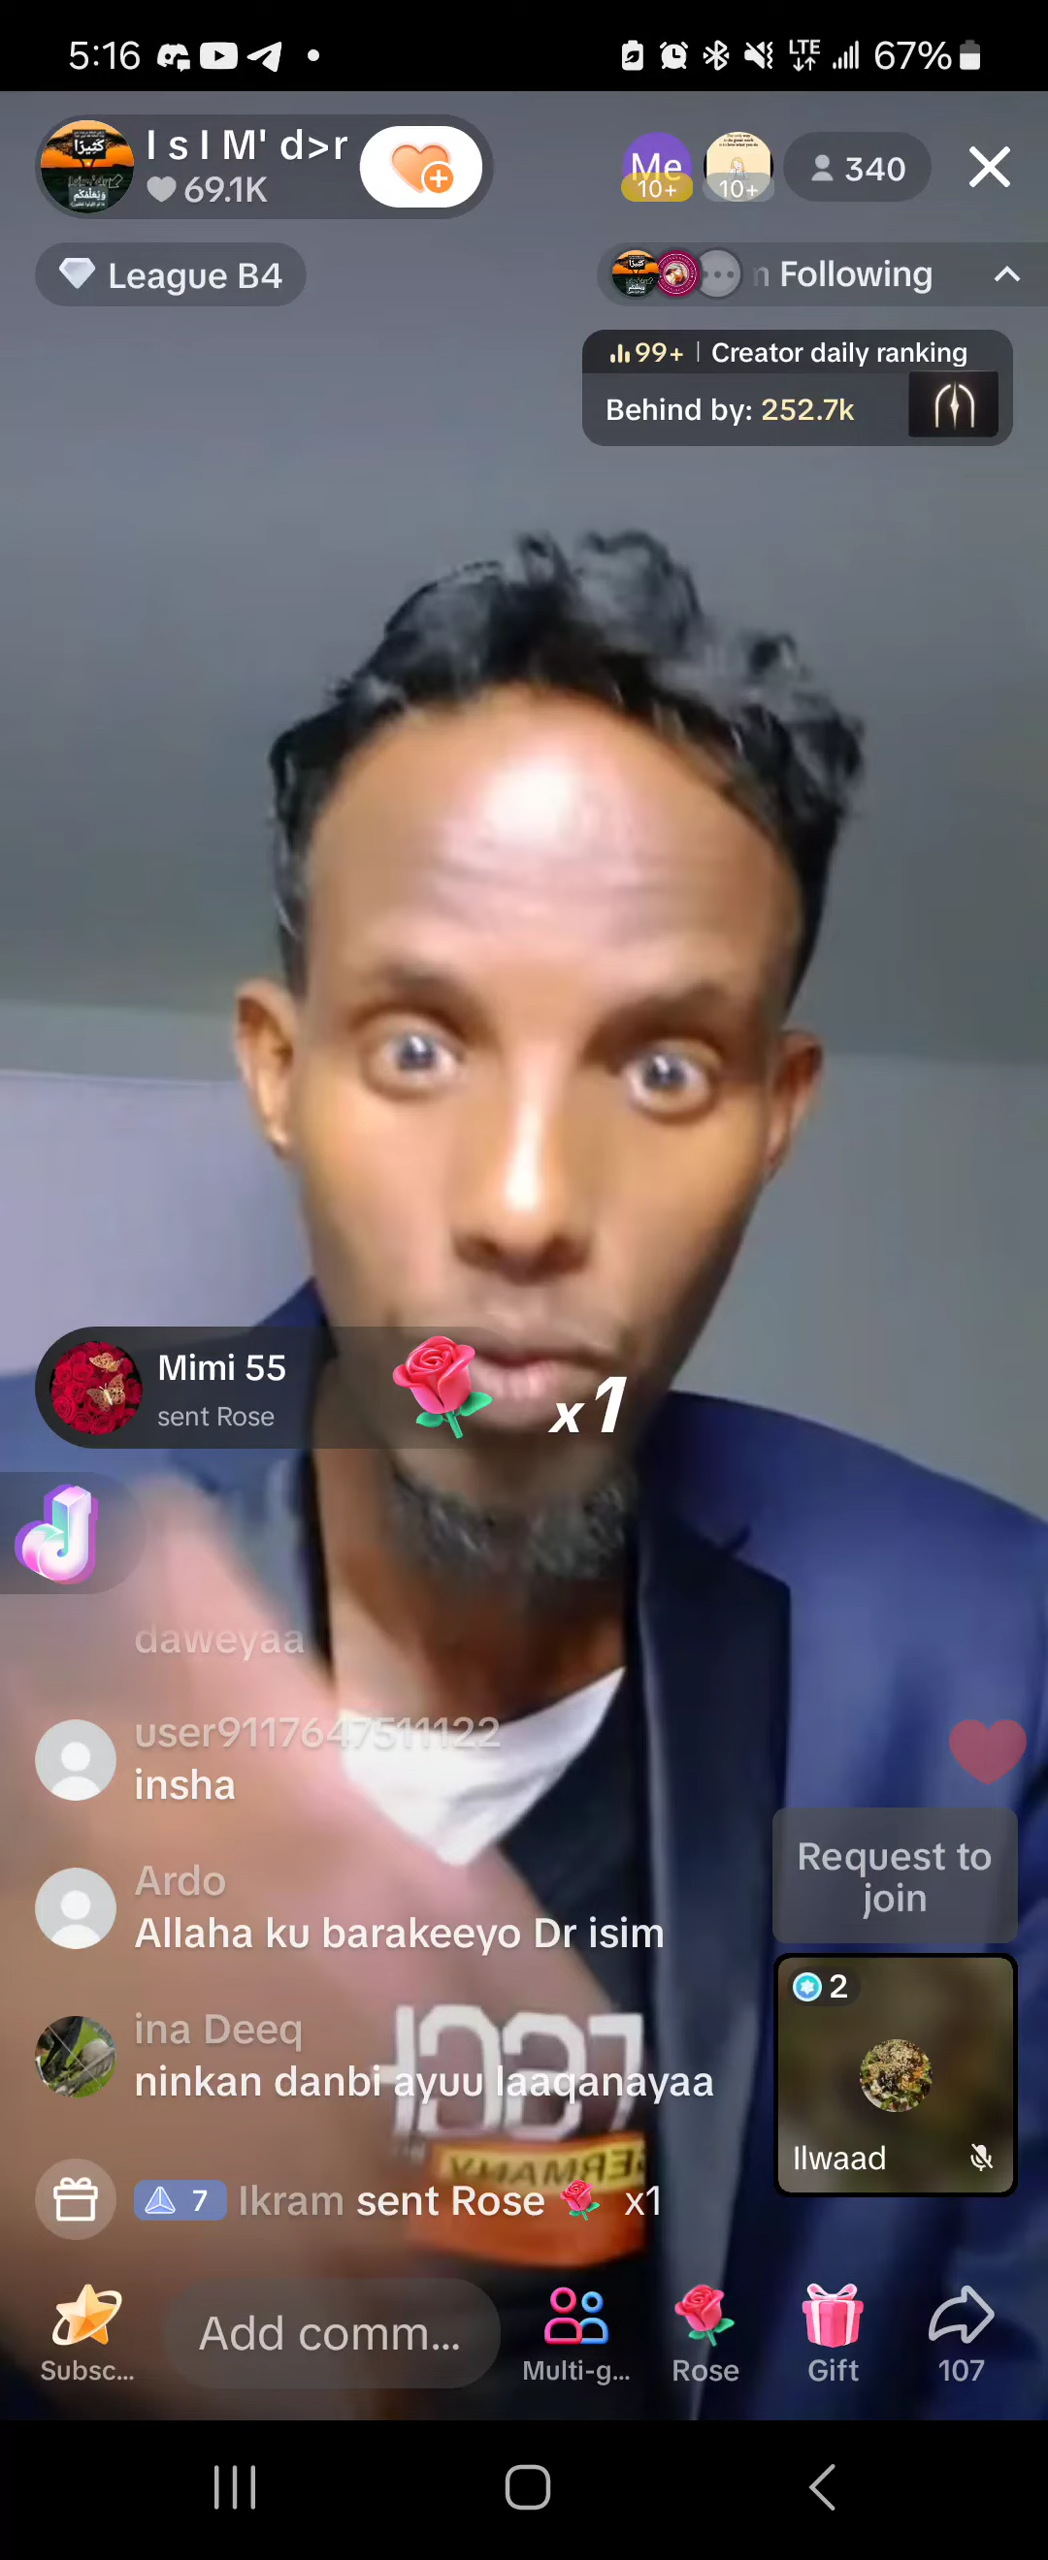 5:16
LTE
67%
I s I M' d>r
69.1K
Me
10+
10+
340
League B4
n Following
99+ | Creator daily ranking
Behind by: 252.7k
Mimi 55
sent Rose
x1
daweyaa
user9117647511122
insha
Ardo
Allaha ku barakeeyo Dr isim
ina Deeq
ninkan danbi ayuu laaqanayaa
7 Ikram sent Rose x1
Request to
join
2
Ilwaad
Subsc...
Add comm...
Multi-g...
Rose
Gift
107